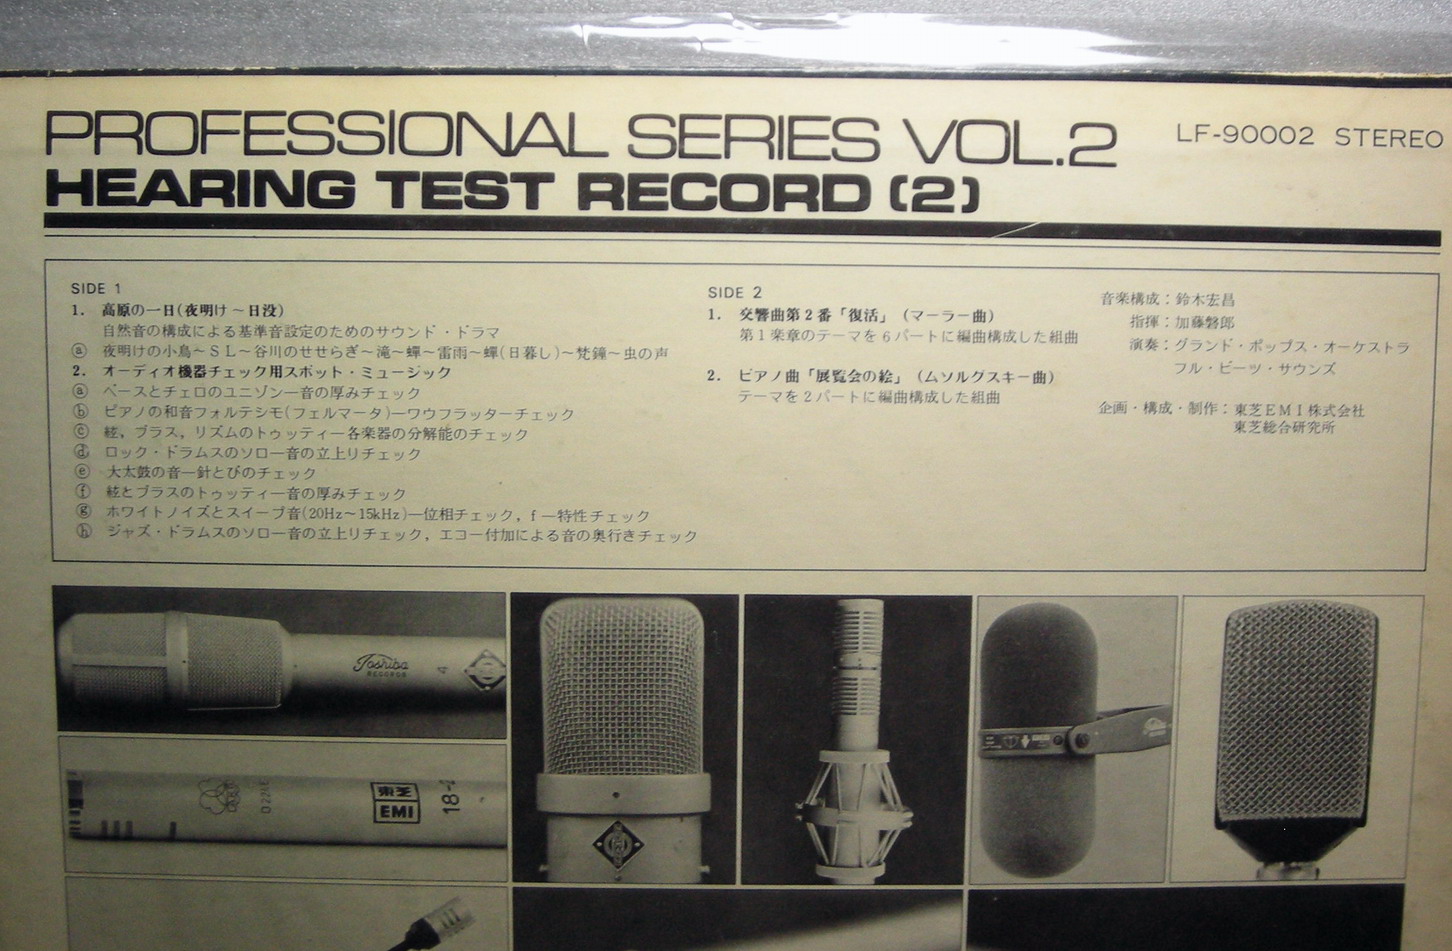 PROFESSIONAL SERIES VOL.2
LF-90002 STEREO
HEARING TEST RECORD (2)
SIDE 1
1. 高原の一日(夜明け～日没)
自然音の構成による基準音設定のためのサウンド・ドラマ
ⓐ 夜明けの小鳥～ＳＬ～谷川のせせらぎ～滝～蟬～雷雨～蟬(日暮し)～梵鐘～虫の声
2. オーディオ機器チェック用スポット・ミュージック
ⓐ ベースとチェロのユニゾン—音の厚みチェック
ⓑ ピアノの和音フォルテシモ(フェルマータ)—ワウフラッターチェック
ⓒ 絃，ブラス，リズムのトゥッティ—各楽器の分解能のチェック
ⓓ ロック・ドラムスのソロ—音の立上りチェック
ⓔ 大太鼓の音—針とびのチェック
ⓕ 絃とブラスのトゥッティ—音の厚みチェック
ⓖ ホワイトノイズとスイープ音(20Hz～15kHz)—位相チェック，f—特性チェック
ⓗ ジャズ・ドラムスのソロ—音の立上りチェック，エコー付加による音の奥行きチェック
SIDE 2
1. 交響曲第２番「復活」（マーラー曲）
第１楽章のテーマを６パートに編曲構成した組曲
2. ピアノ曲「展覧会の絵」（ムソルグスキー曲）
テーマを２パートに編曲構成した組曲
音楽構成：鈴木宏昌
指揮：加藤磐郎
演奏：グランド・ポップス・オーケストラ
フル・ビーツ・サウンズ
企画・構成・制作：東芝ＥＭＩ株式会社
東芝総合研究所
Toshiba
RECORDS
4
D224E
東芝
EMI